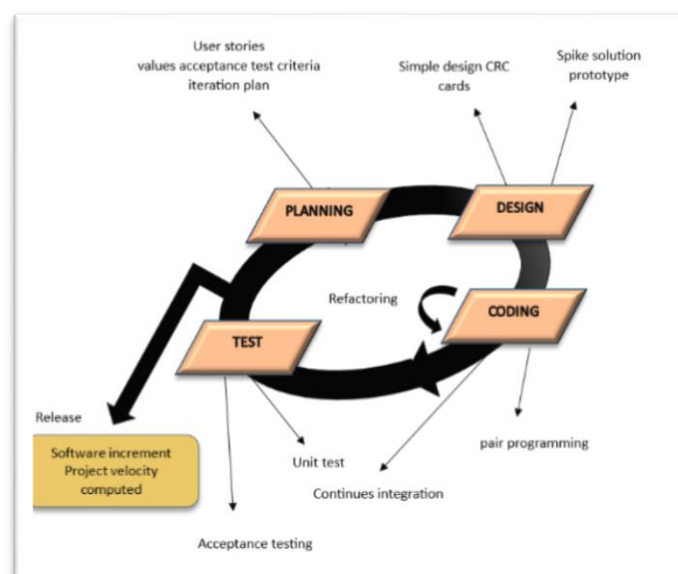 User stories
values acceptance test criteria
iteration plan
Simple design CRC
cards
Spike solution
prototype
PLANNING
DESIGN
Refactoring
CODING
TEST
Release
Software increment
Project velocity
computed
Unit test
pair programming
Continues integration
Acceptance testing